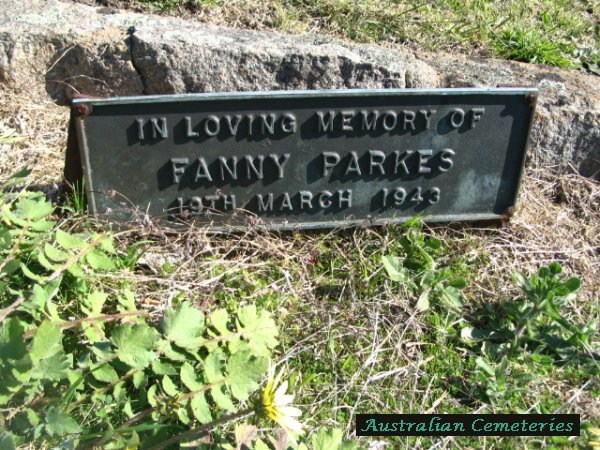 IN LOVING MEMORY OF
FANNY PARKES
19TH MARCH 1943
Australian Cemeteries